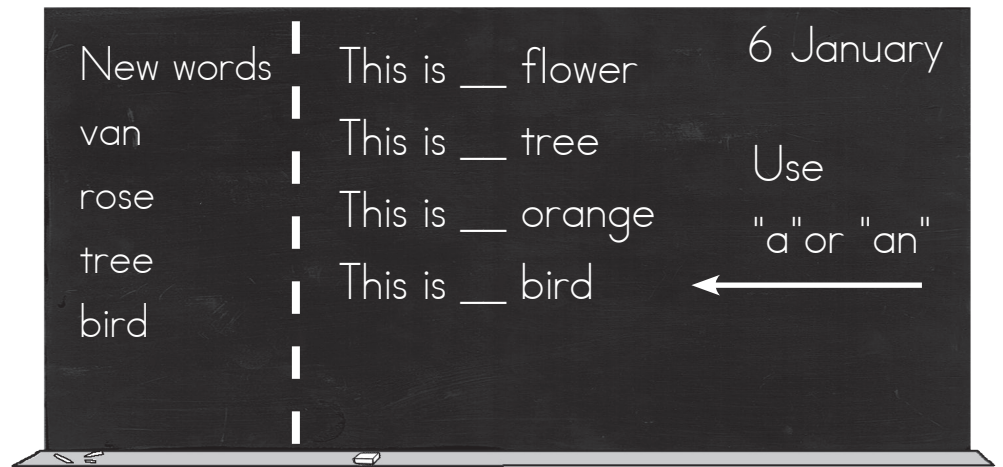 New words
van
rose
tree
bird
This is __ flower
This is __ tree
This is __ orange
This is __ bird
6 January
Use
"a"or "an"